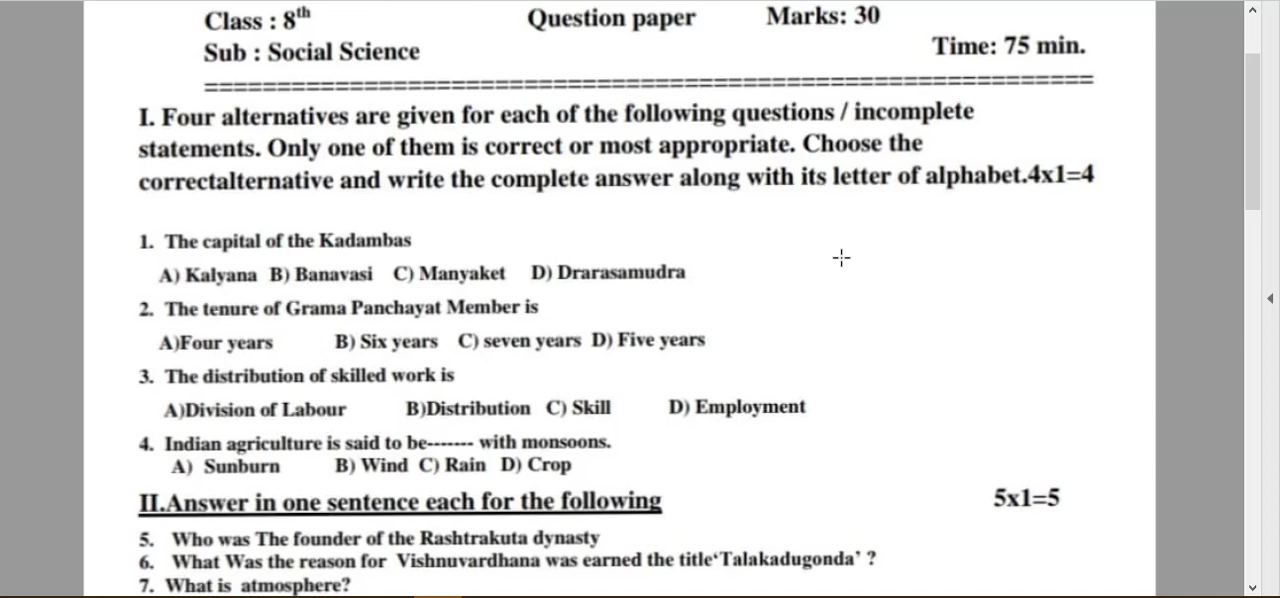 Class : 8th Question paper Marks: 30
Sub : Social Science Time: 75 min.
==============================================================
I. Four alternatives are given for each of the following questions / incomplete
statements. Only one of them is correct or most appropriate. Choose the
correctalternative and write the complete answer along with its letter of alphabet.4x1=4
1. The capital of the Kadambas
A) Kalyana B) Banavasi C) Manyaket D) Drarasamudra
2. The tenure of Grama Panchayat Member is
A)Four years B) Six years C) seven years D) Five years
3. The distribution of skilled work is
A)Division of Labour B)Distribution C) Skill D) Employment
4. Indian agriculture is said to be------- with monsoons.
A) Sunburn B) Wind C) Rain D) Crop
II.Answer in one sentence each for the following 5x1=5
5. Who was The founder of the Rashtrakuta dynasty
6. What Was the reason for Vishnuvardhana was earned the title‘Talakadugonda’ ?
7. What is atmosphere?